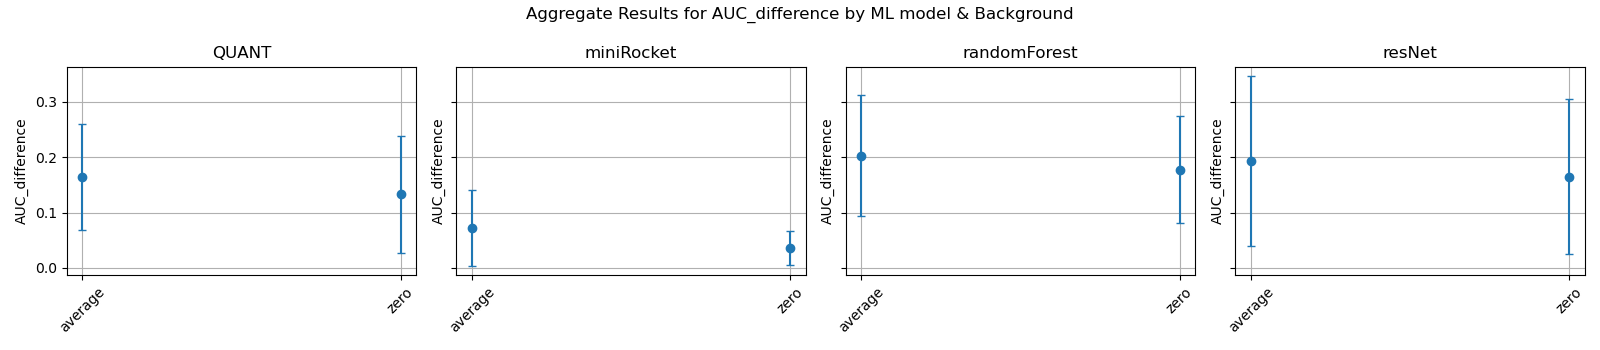 Aggregate Results for AUC_difference by ML model & Background
QUANT
miniRocket
randomForest
resNet
AUC_difference
0.3
0.2
0.1
0.0
average
zero
AUC_difference
average
zero
AUC_difference
average
zero
AUC_difference
average
zero